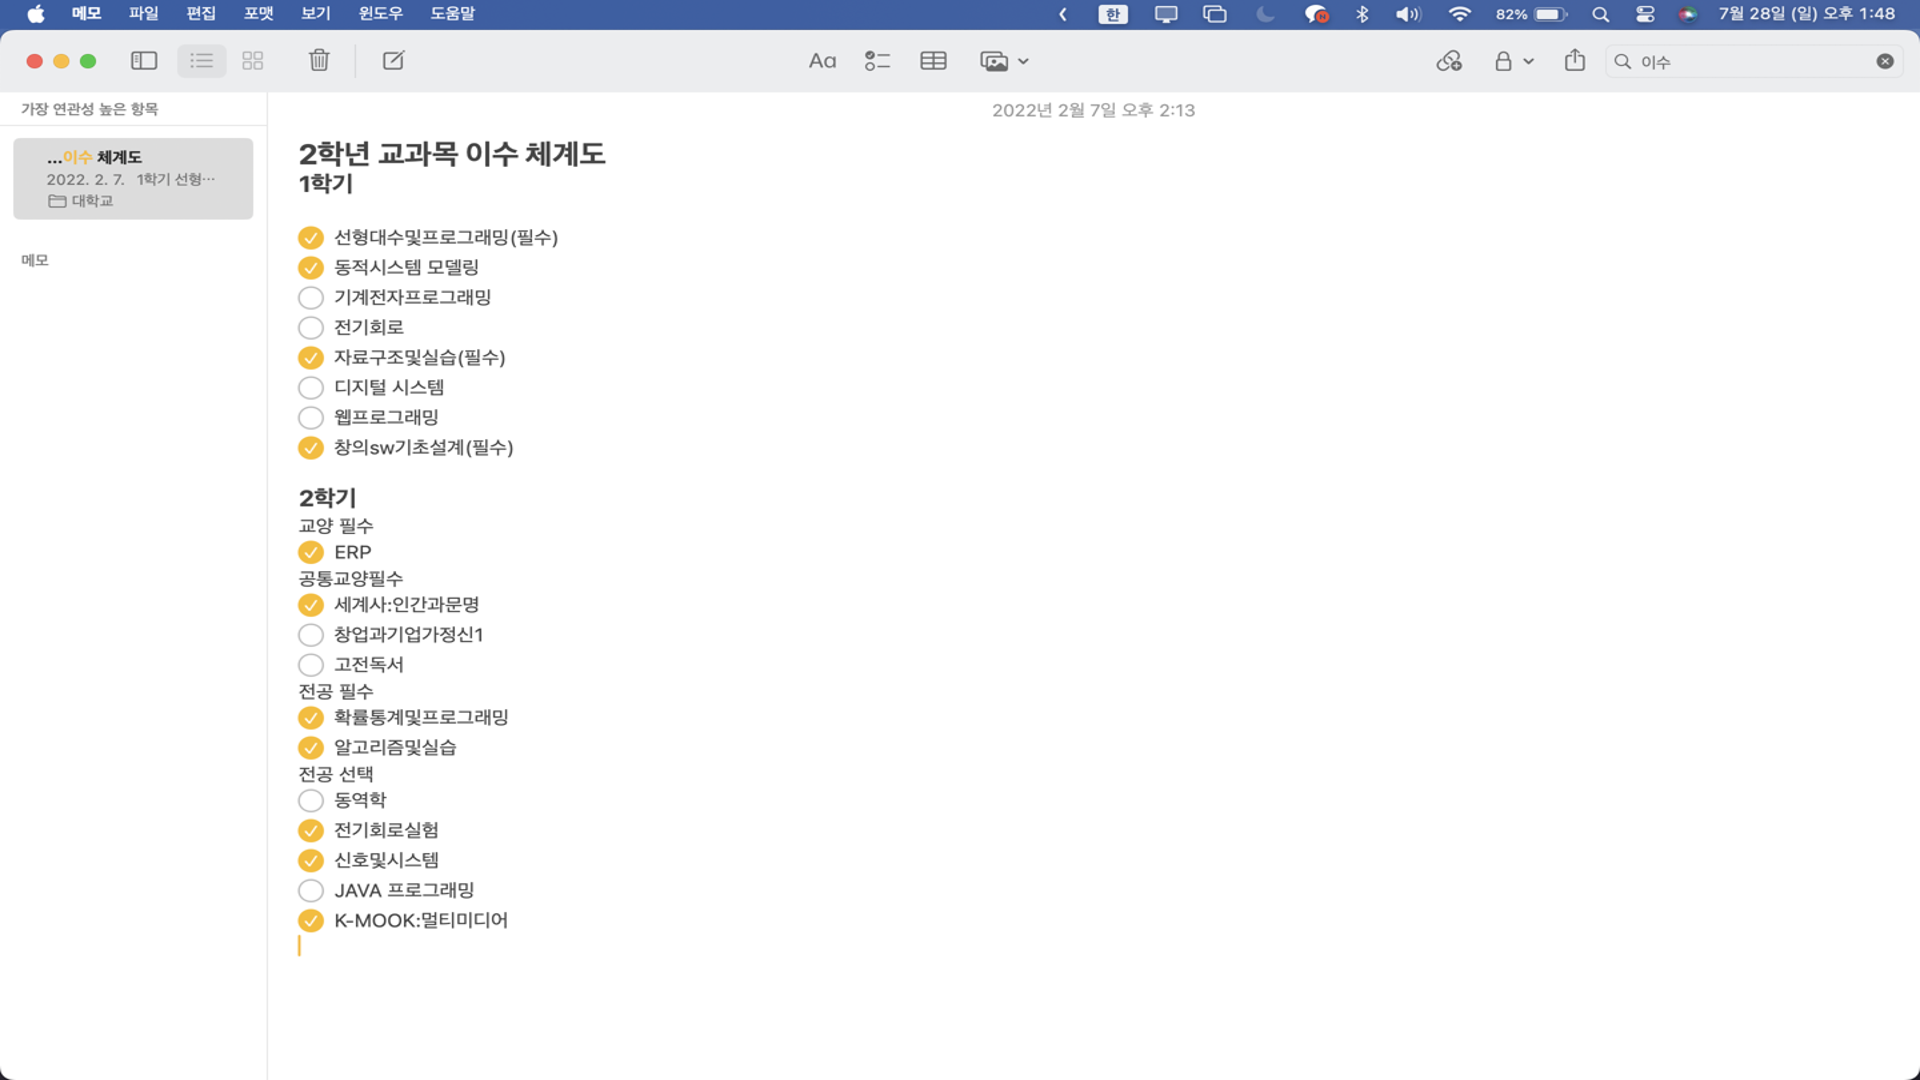 메모 파일 편집 포맷 보기 윈도우 도움말 한 82% 7월 28일 (일) 오후 1:48
Aa 이수
가장 연관성 높은 항목
...이수 체계도
2022. 2. 7. 1학기 선형...
대학교
메모
2022년 2월 7일 오후 2:13
2학년 교과목 이수 체계도
1학기
선형대수및프로그래밍(필수)
동적시스템 모델링
기계전자프로그래밍
전기회로
자료구조및실습(필수)
디지털 시스템
웹프로그래밍
창의sw기초설계(필수)
2학기
교양 필수
ERP
공통교양필수
세계사:인간과문명
창업과기업가정신1
고전독서
전공 필수
확률통계및프로그래밍
알고리즘및실습
전공 선택
동역학
전기회로실험
신호및시스템
JAVA 프로그래밍
K-MOOK:멀티미디어